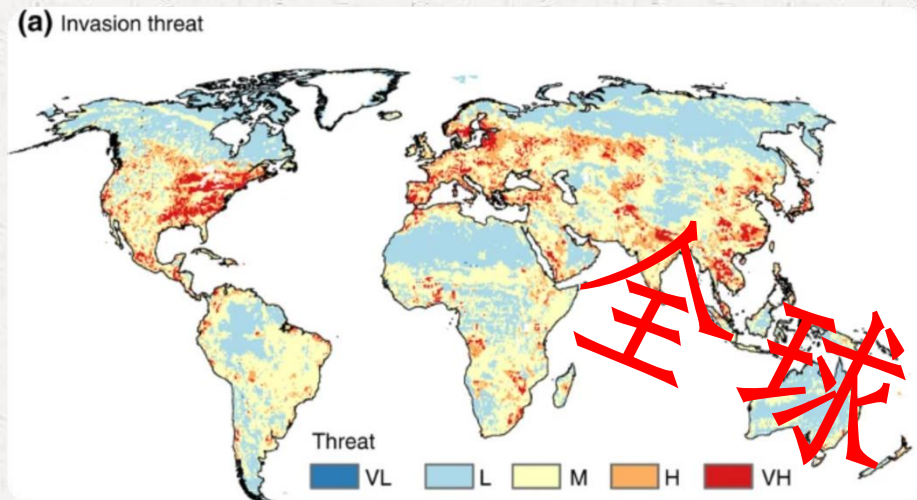 (a) Invasion threat
全球
Threat
VL L M H VH